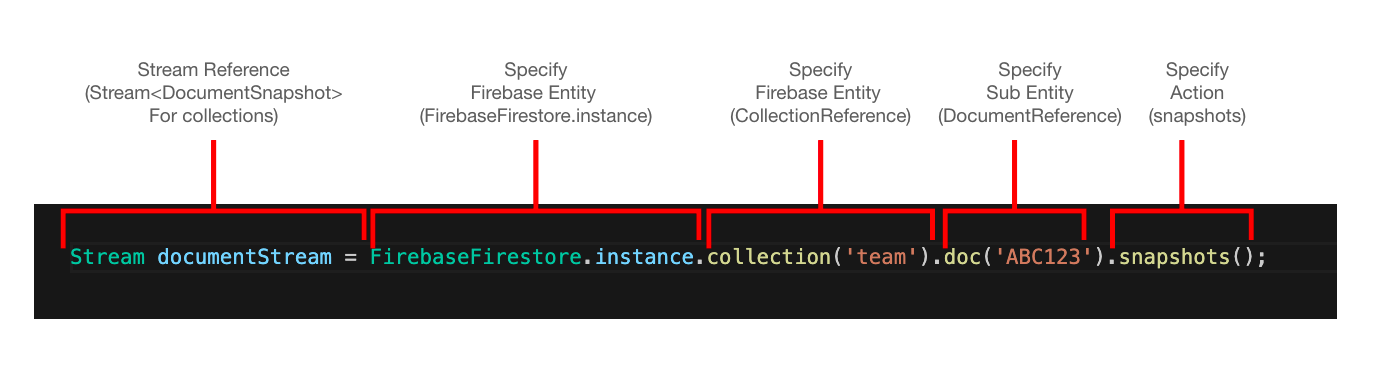 Stream Reference
(Stream<DocumentSnapshot>
For collections)
Specify
Firebase Entity
(FirebaseFirestore.instance)
Specify
Firebase Entity
(CollectionReference)
Specify
Sub Entity
(DocumentReference)
Specify
Action
(snapshots)
Stream documentStream = FirebaseFirestore.instance.collection('team').doc('ABC123').snapshots();